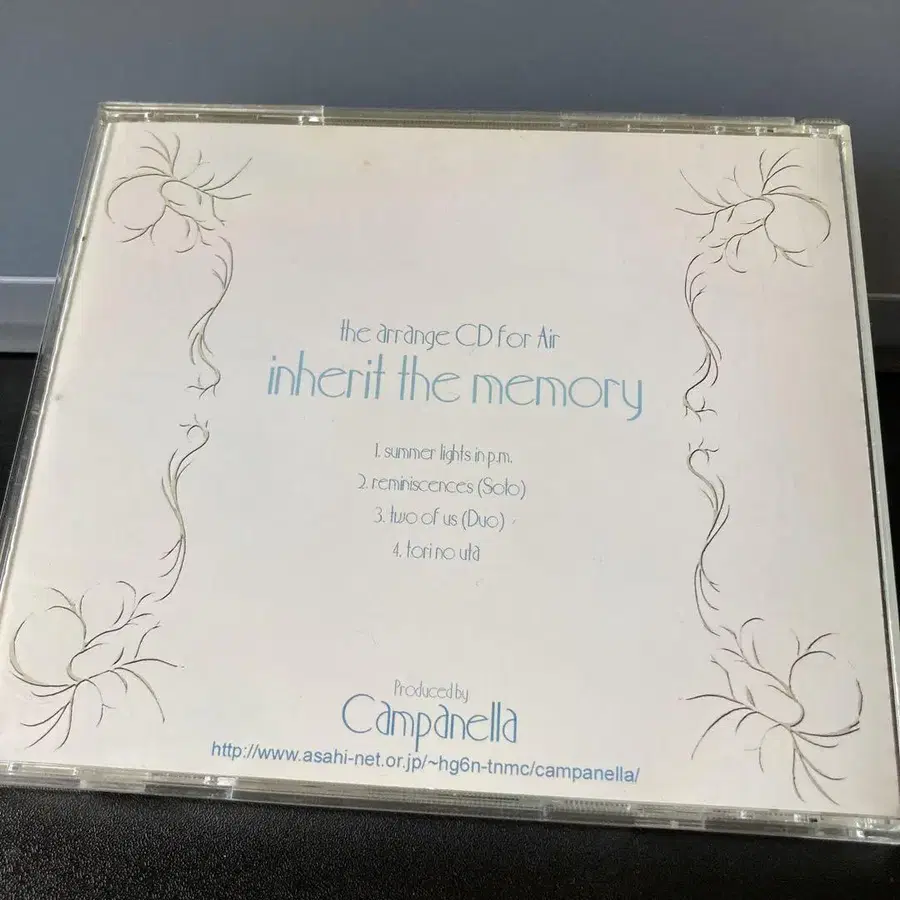 the arrange CD for Air
inherit the memory
1. summer lights in p.m.
2. reminiscences (Solo)
3. two of us (Duo)
4. tori no uta
Produced by
Campanella
http://www.asahi-net.or.jp/~hg6n-tnmc/campanella/